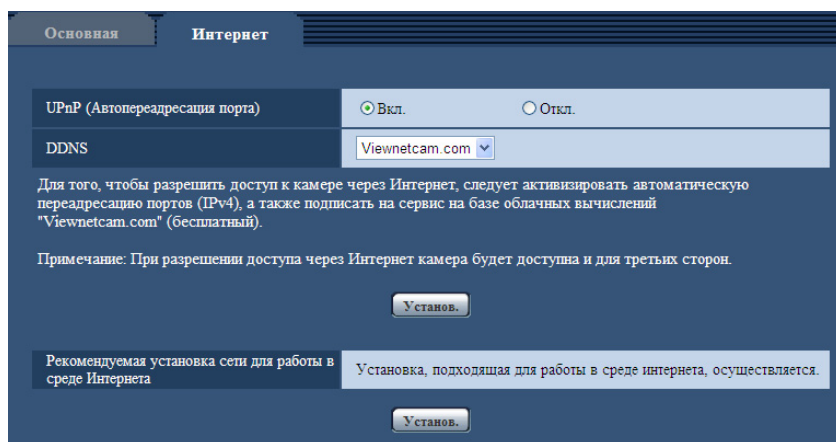 Основная
Интернет
UPnP (Автопереадресация порта)
Вкл.
Откл.
DDNS
Viewnetcam.com
Для того, чтобы разрешить доступ к камере через Интернет, следует активизировать автоматическую
переадресацию портов (IPv4), а также подписать на сервис на базе облачных вычислений
"Viewnetcam.com" (бесплатный).
Примечание: При разрешении доступа через Интернет камера будет доступна и для третьих сторон.
Установ.
Рекомендуемая установка сети для работы в
среде Интернета
Установка, подходящая для работы в среде интернета, осуществляется.
Установ.